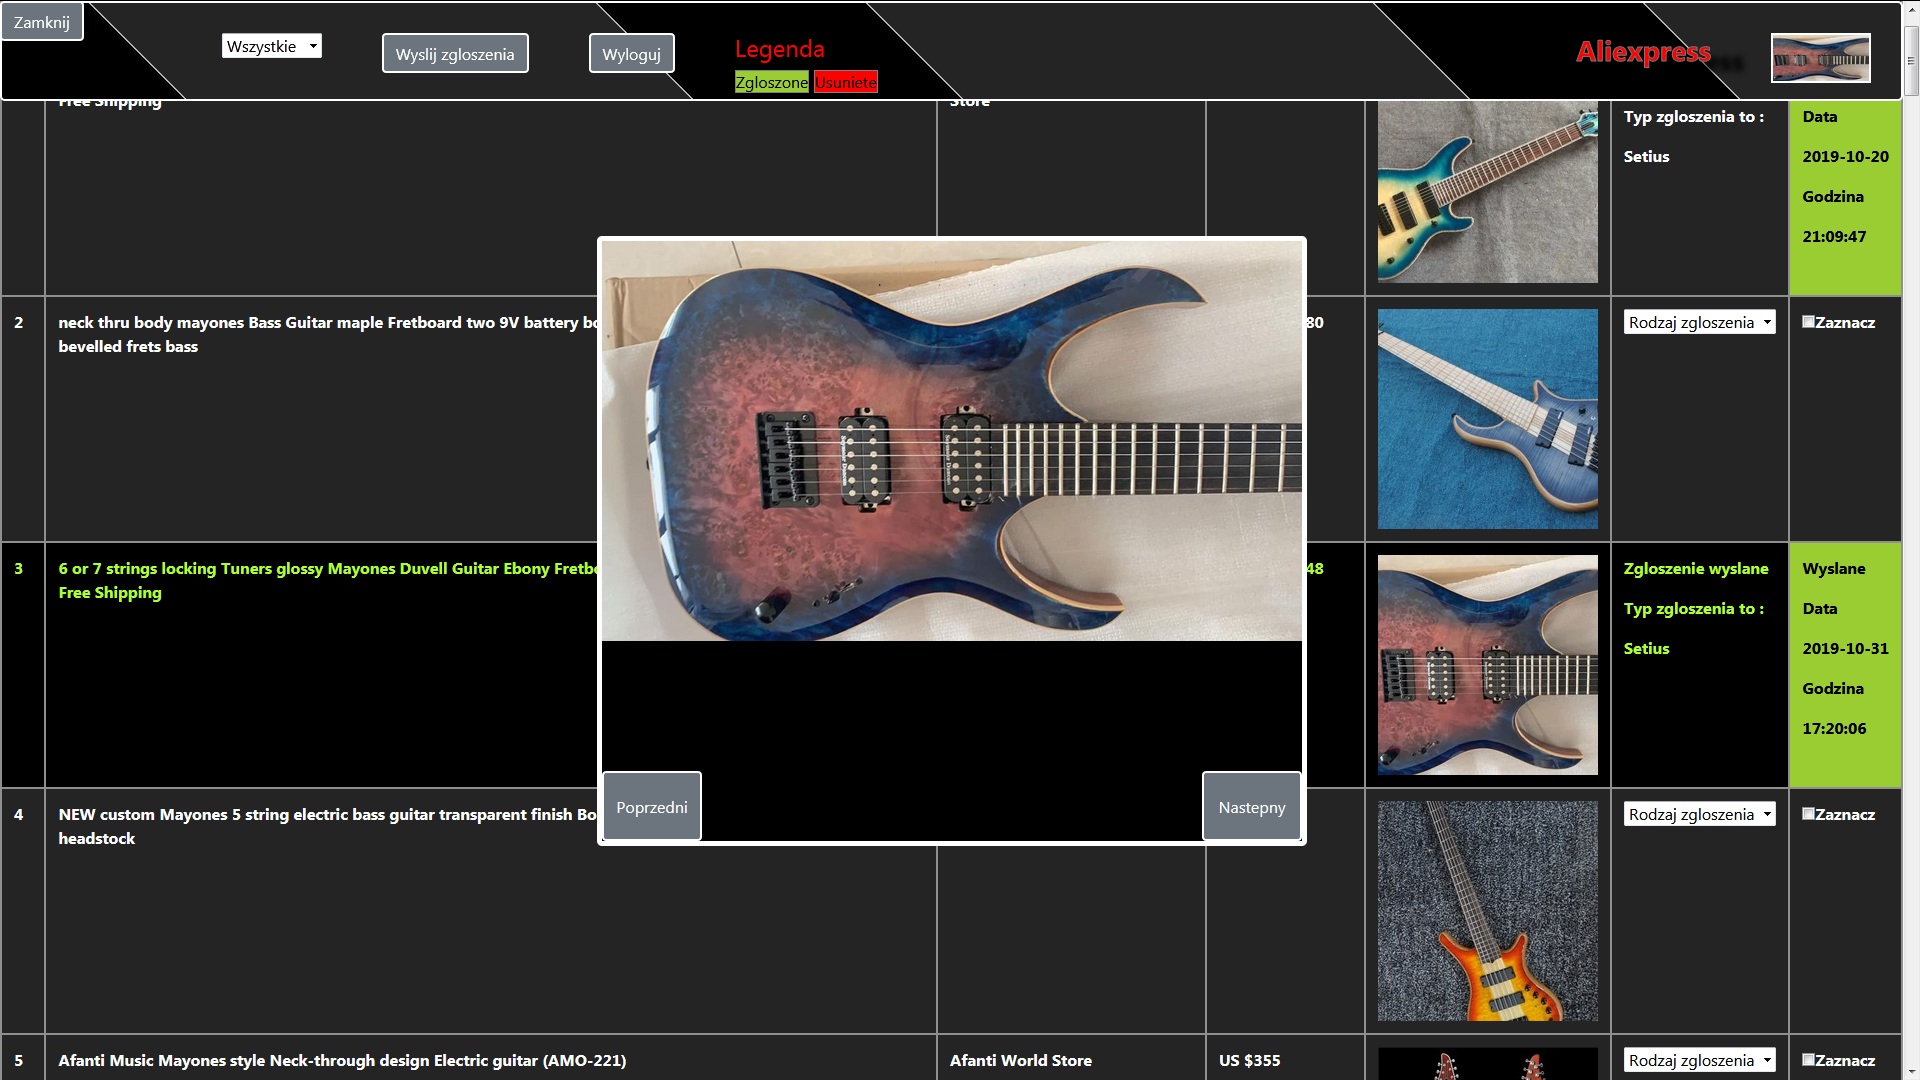 Zamknij
Wszystkie
Wyslij zgloszenia
Wyloguj
Legenda
Zgloszone Usuniete
Aliexpress
Free Shipping
Store
Typ zgloszenia to :
Setius
Data
2019-10-20
Godzina
21:09:47
2
neck thru body mayones Bass Guitar maple Fretboard two 9V battery
bevelled frets bass
80
Rodzaj zgloszenia
Zaznacz
3
6 or 7 strings locking Tuners glossy Mayones Duvell Guitar Ebony
Free Shipping
48
Zgloszenie wyslane
Typ zgloszenia to :
Setius
Wyslane
Data
2019-10-31
Godzina
17:20:06
Seymour Duncan
Poprzedni
Nastepny
4
NEW custom Mayones 5 string electric bass guitar transparent finish
headstock
Rodzaj zgloszenia
Zaznacz
5
Afanti Music Mayones style Neck-through design Electric guitar (AMO-221)
Afanti World Store
US $355
Rodzaj zgloszenia
Zaznacz